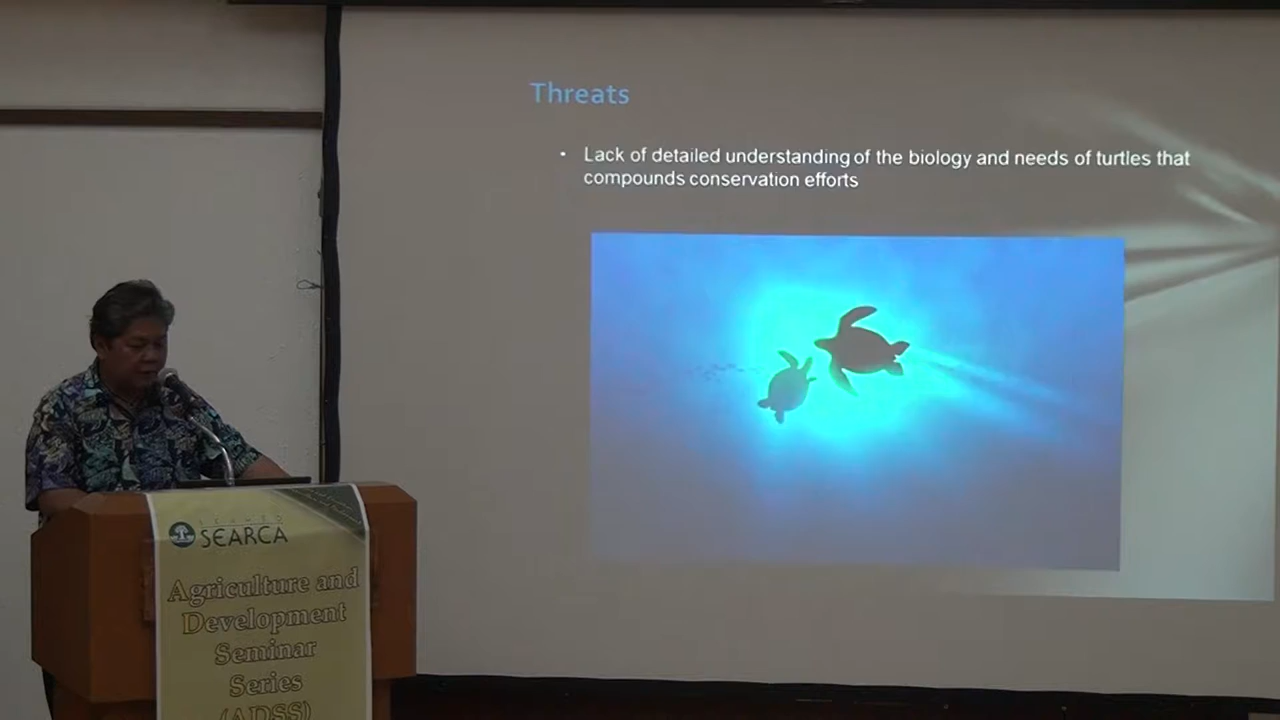 Threats
• Lack of detailed understanding of the biology and needs of turtles that
compounds conservation efforts
SEAMEO
SEARCA
Agriculture and
Development
Seminar
Series
(ADSS)